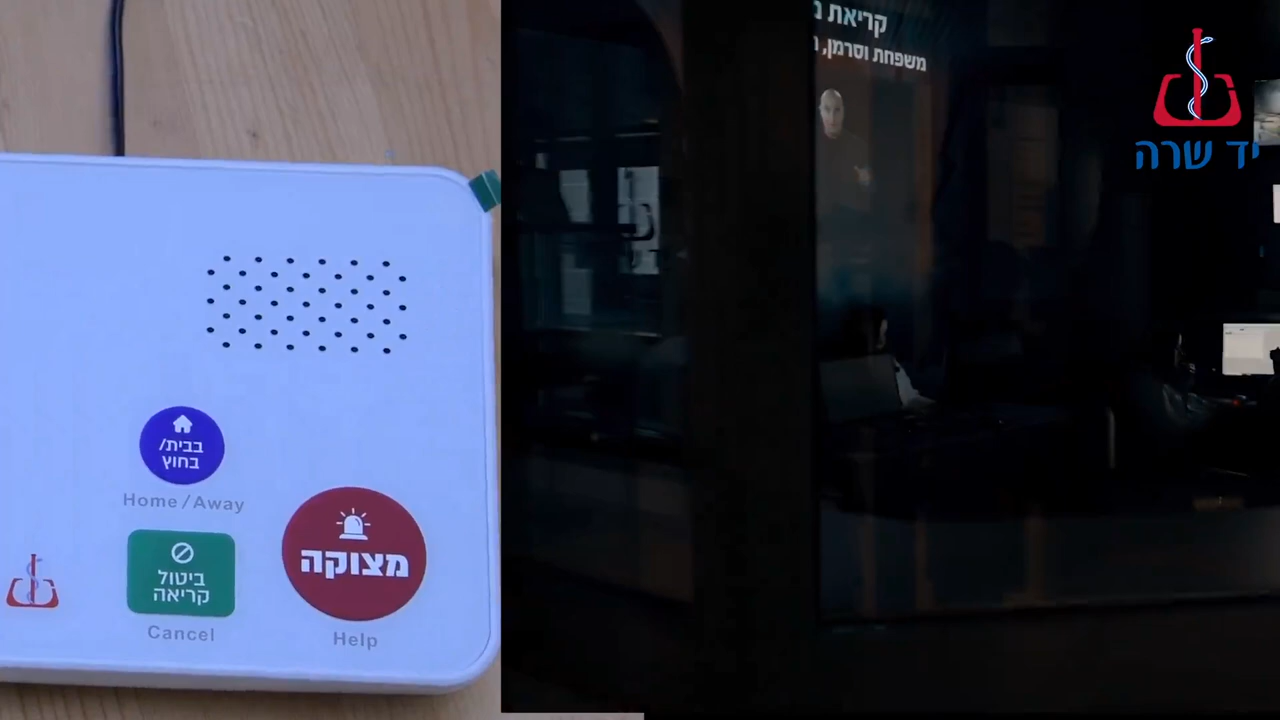 בבית/
בחוץ
Home/Away
ביטול
קריאה
Cancel
מצוקה
Help
קריאת
משפחת וסרמן,
יד שרה